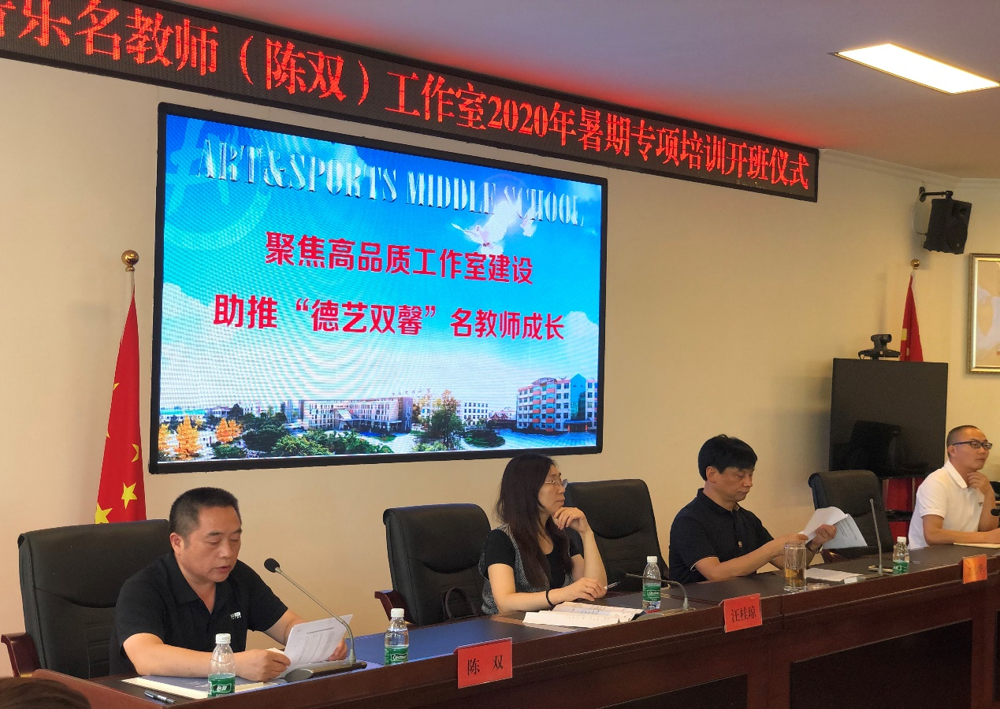 音乐名教师（陈双）工作室2020年暑期专项培训开班仪式
ART&SPORTS MIDDLE SCHOOL
聚焦高品质工作室建设
助推“德艺双馨”名教师成长
陈 双
汪桂琼